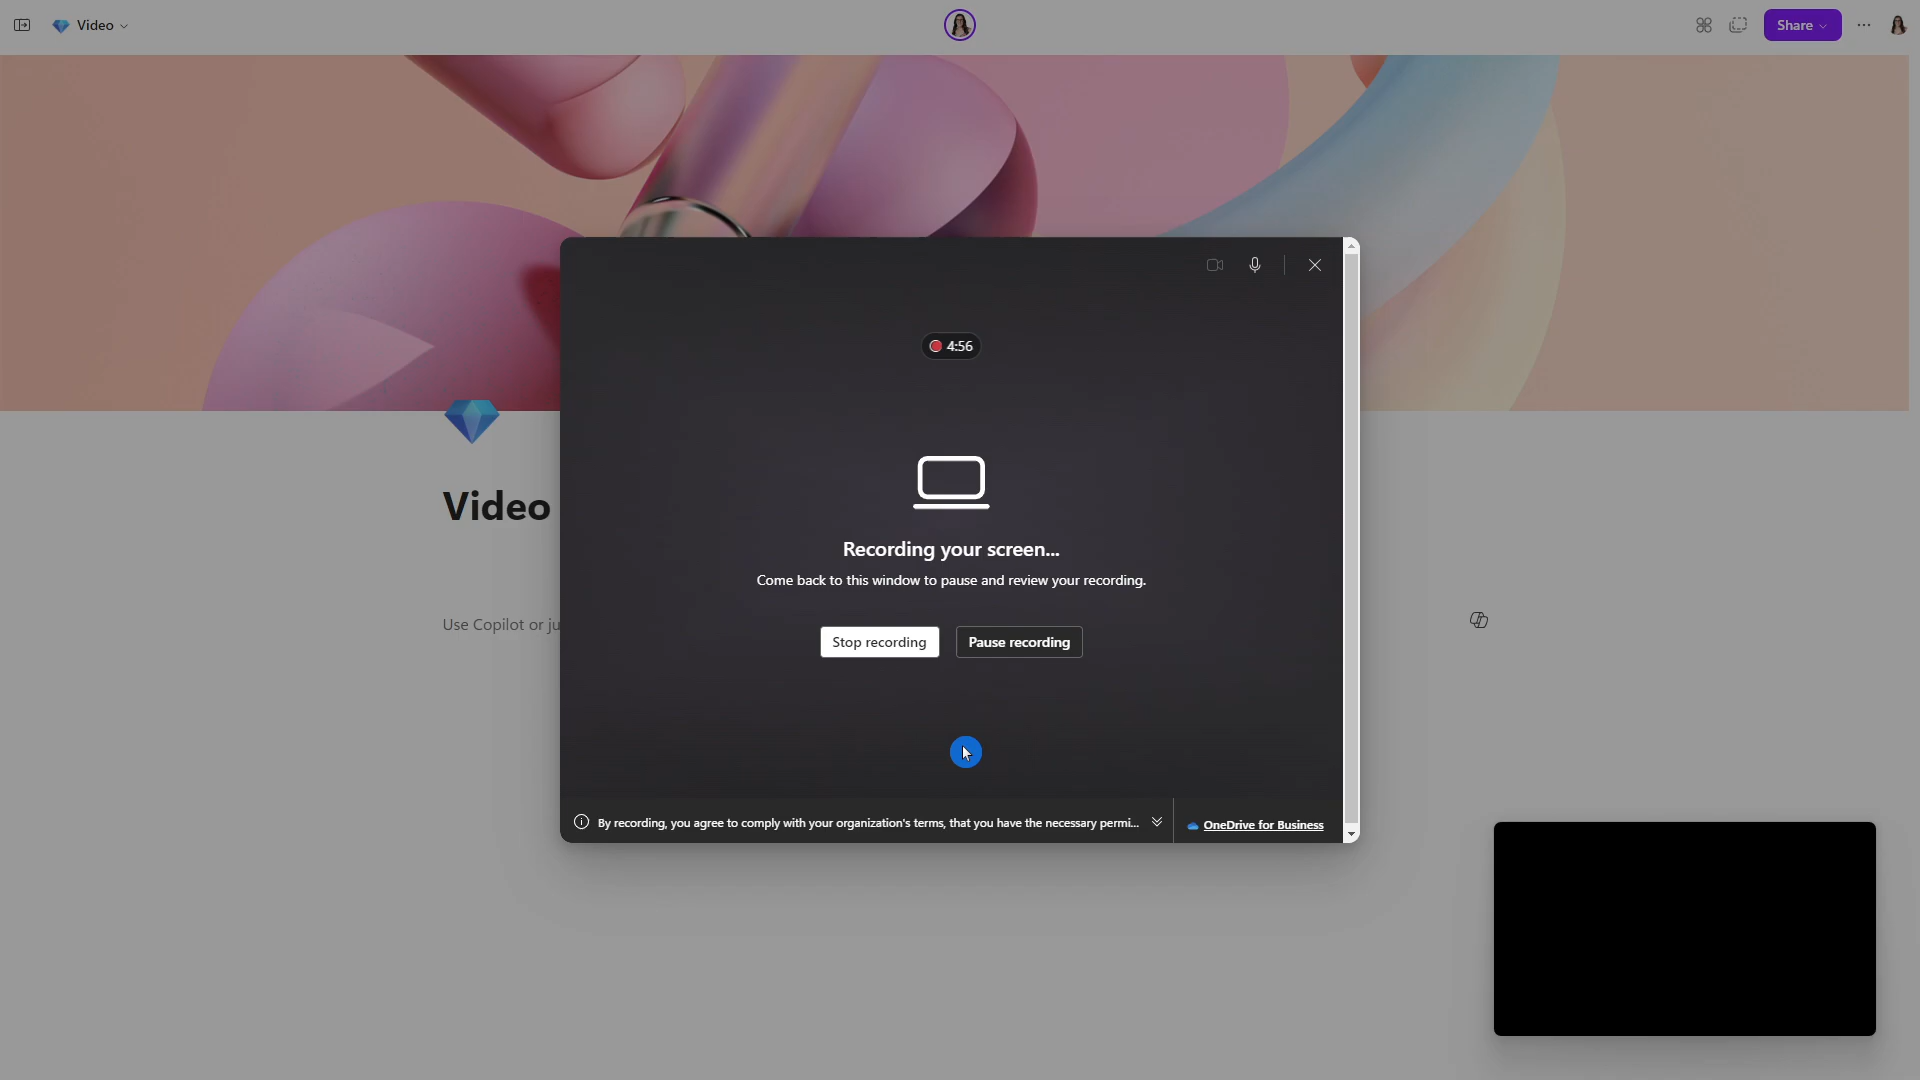 Video
Share
4:56
Video
Recording your screen...
Come back to this window to pause and review your recording.
Use Copilot or ju
Stop recording
Pause recording
By recording, you agree to comply with your organization's terms, that you have the necessary permi...
OneDrive for Business